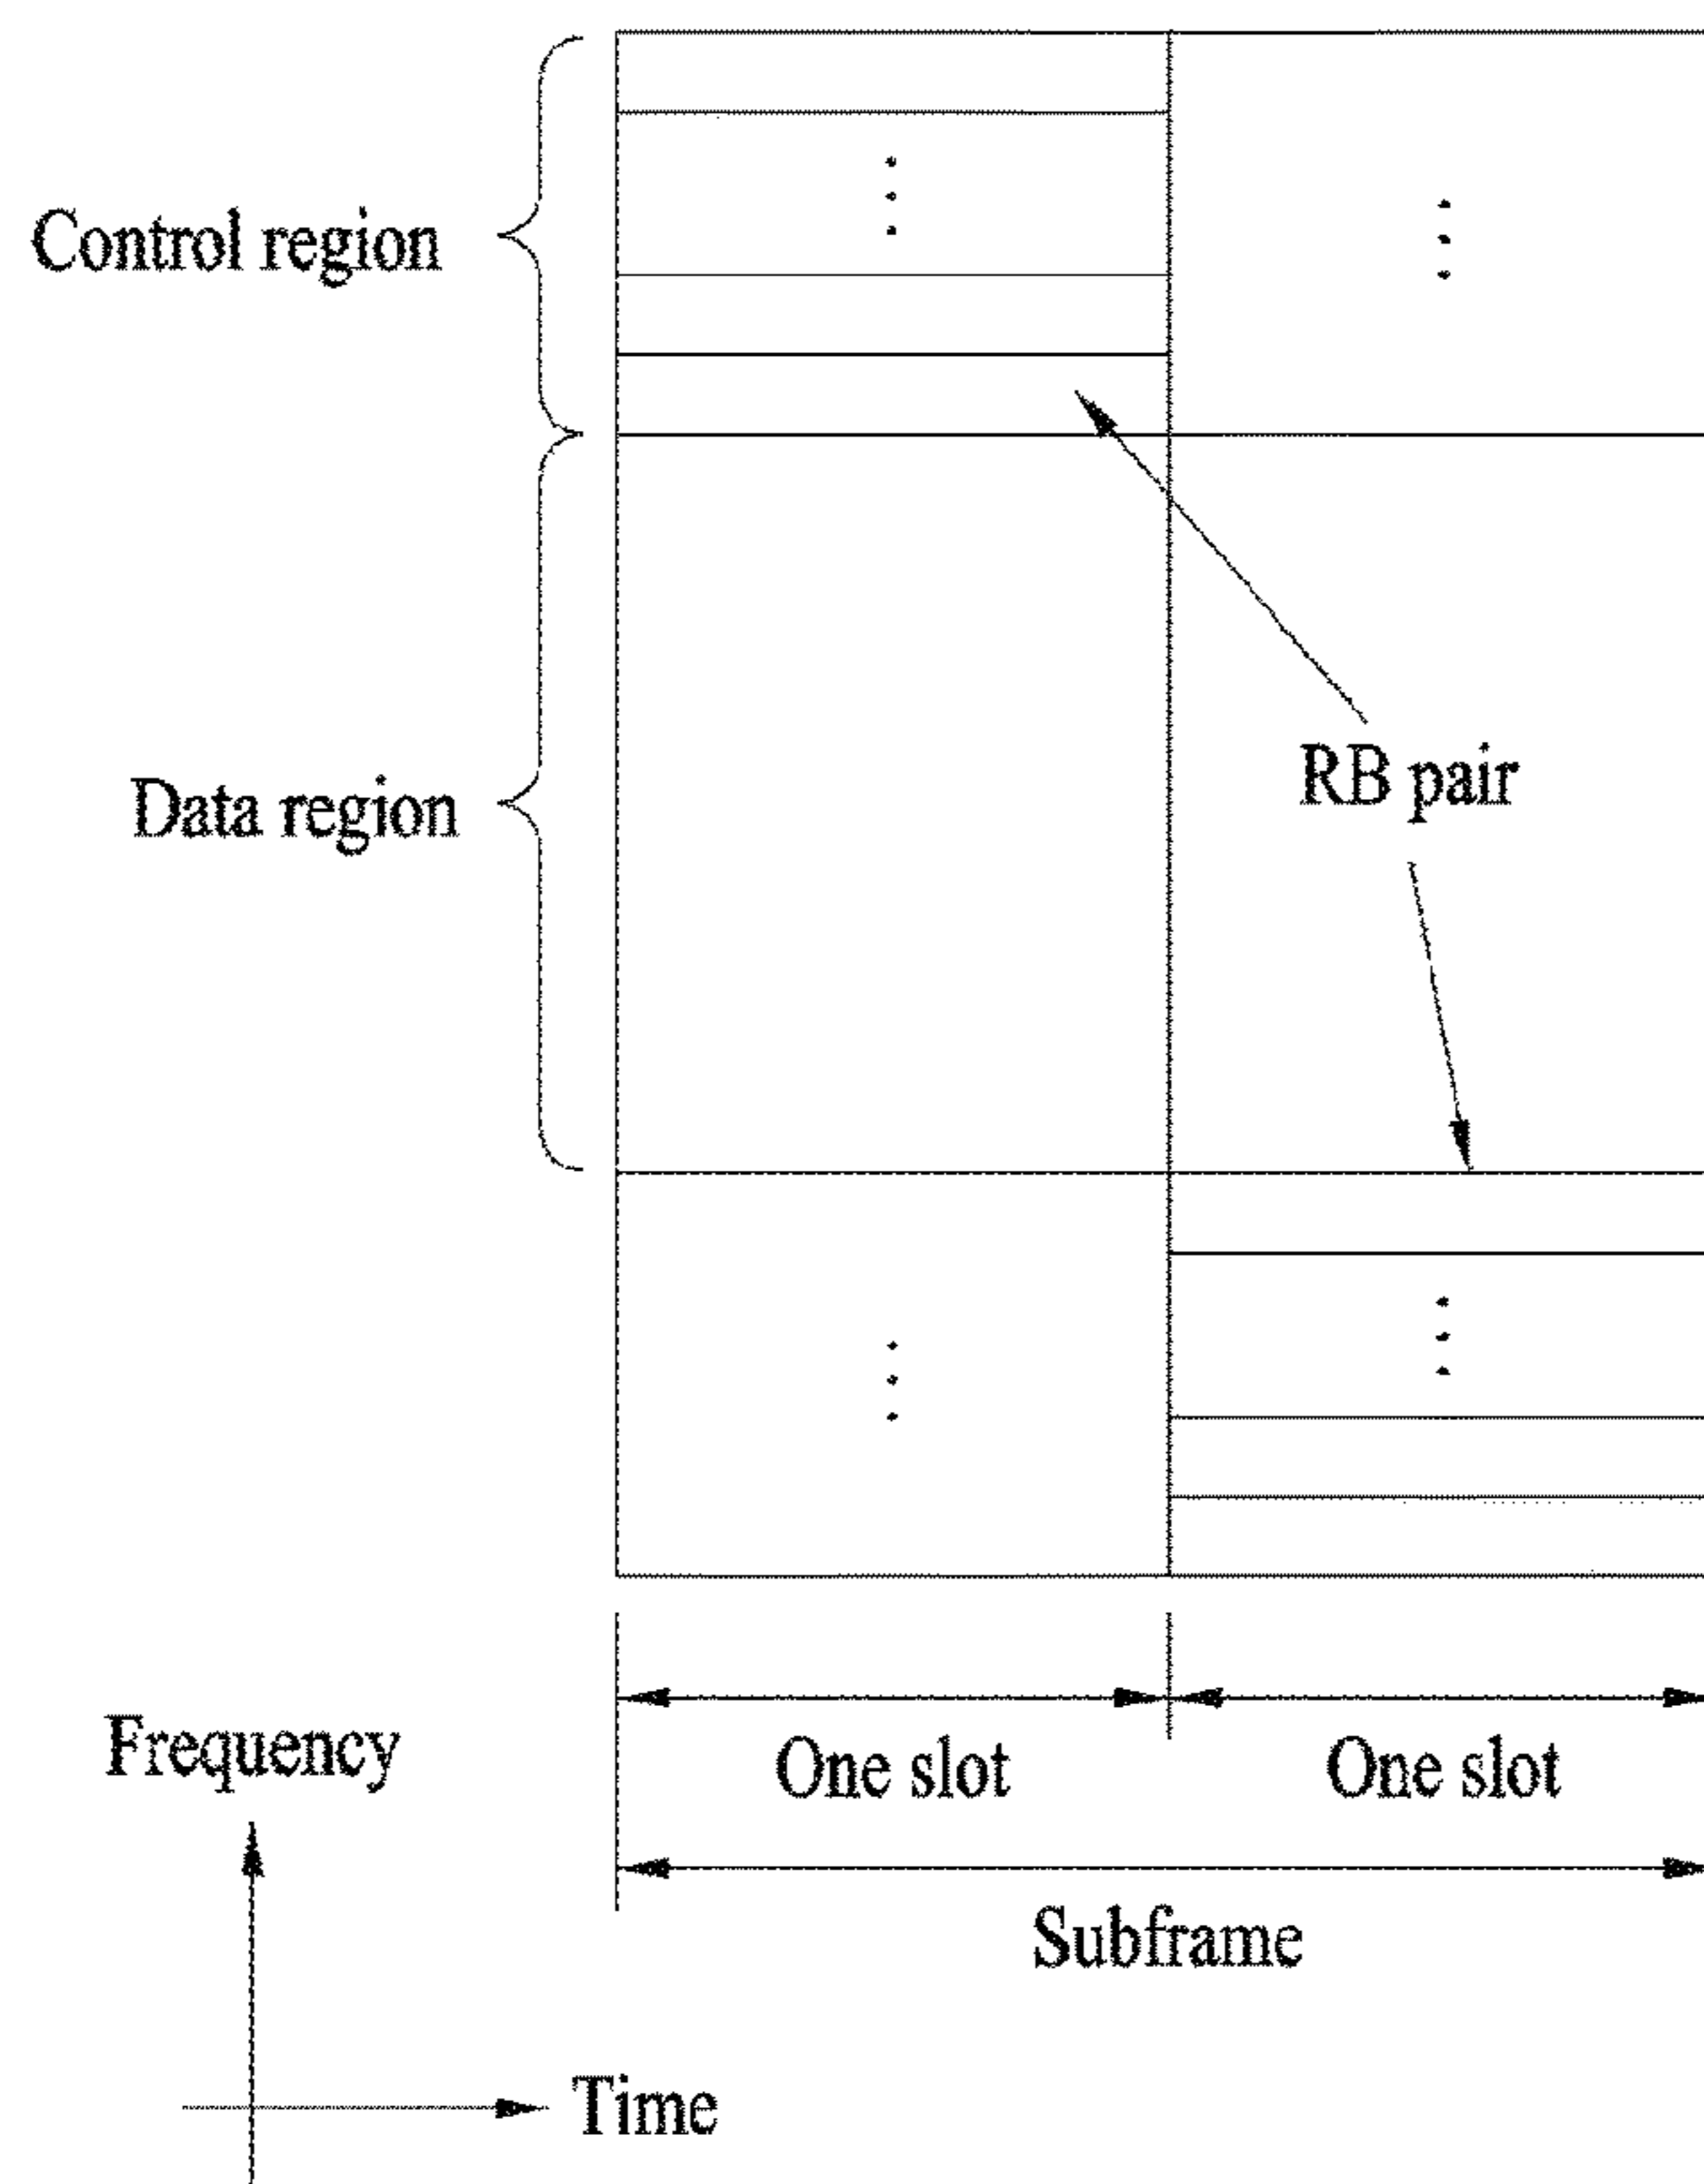 Control region
Data region
RB pair
One slot
One slot
Subframe
Frequency
Time